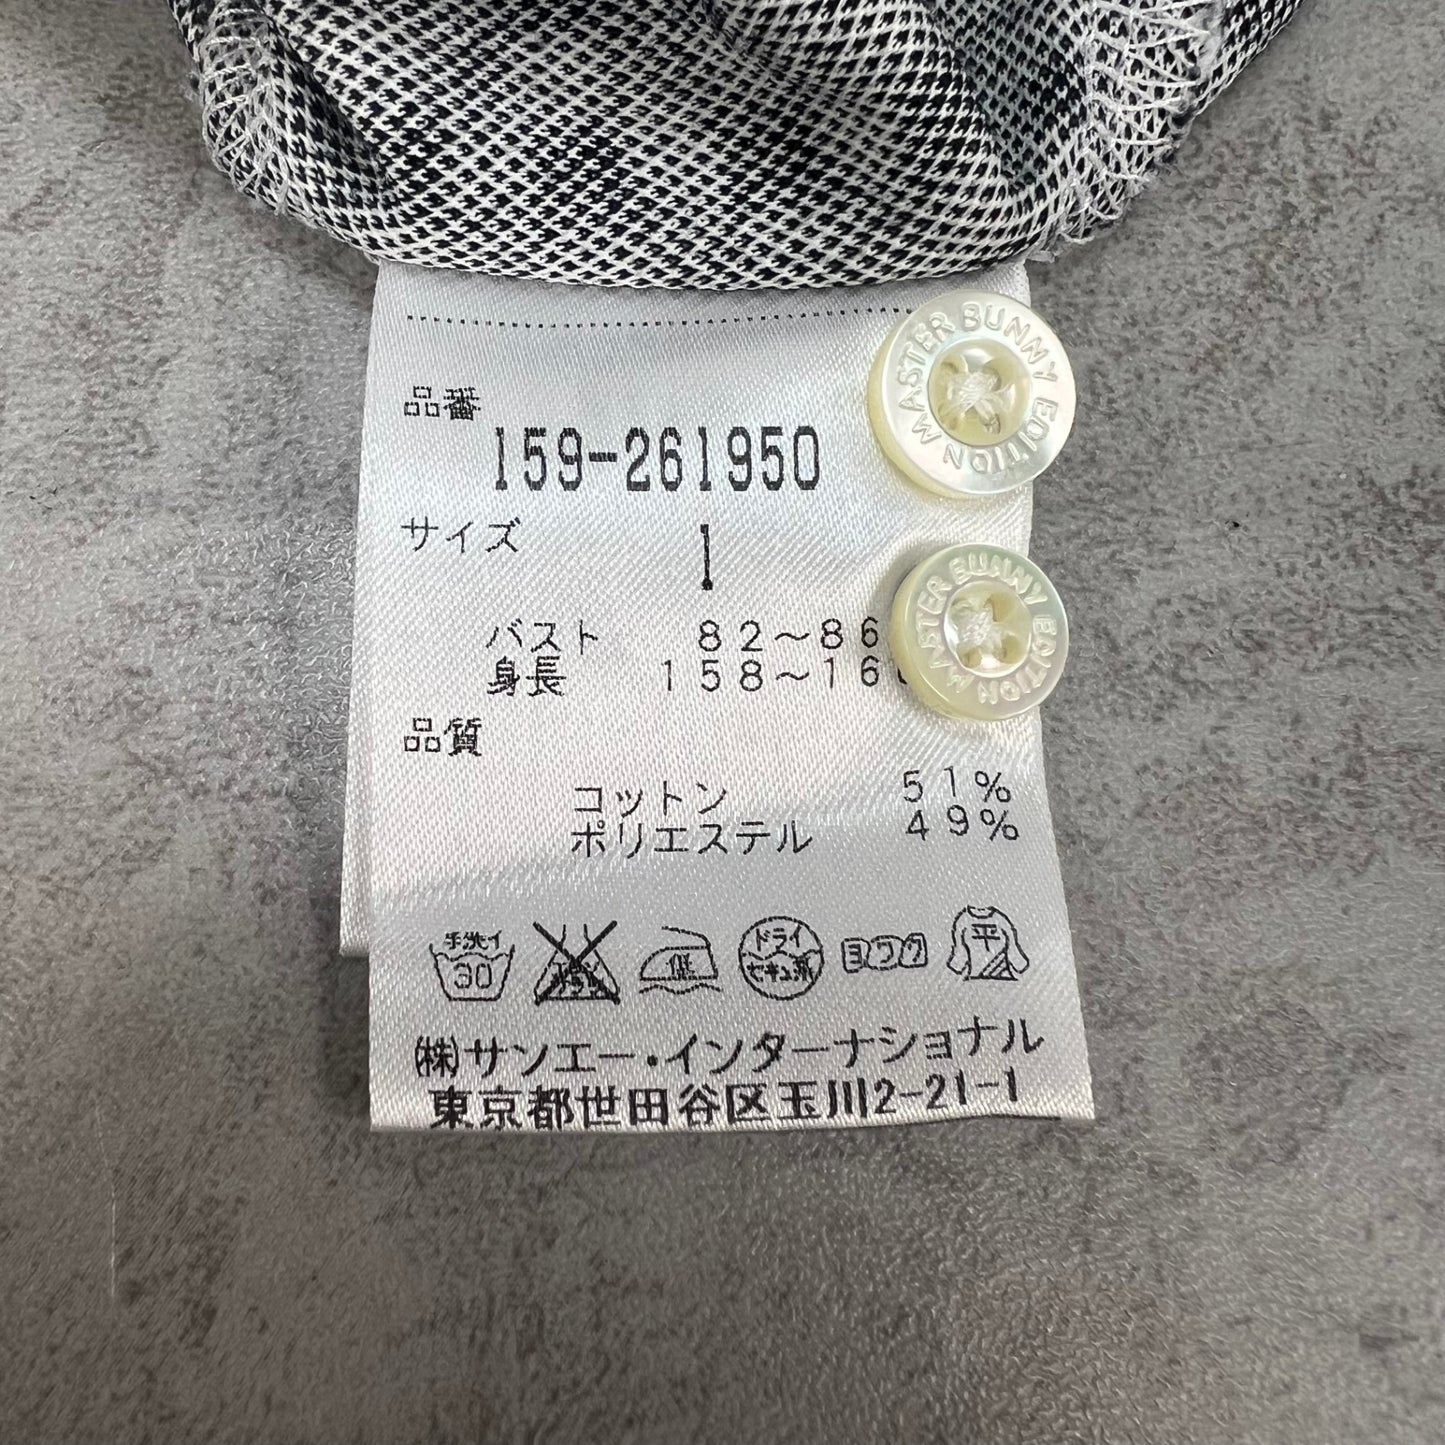 品番
159-261950
サイズ 1
バスト 82～86
身長 158～16
品質
コットン 51%
ポリエステル 49%
手洗イ 30 低 ドライ セキユ系 ヨワク 平
㈱サンエー・インターナショナル
東京都世田谷区玉川2-21-1
MASTER BUNNY EDITION
MASTER BUNNY EDITION